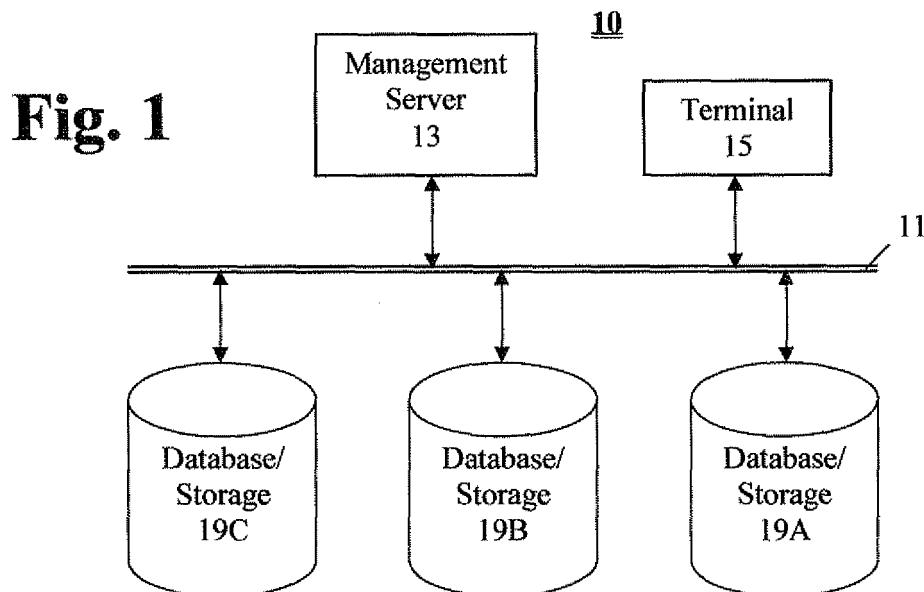 10
Fig. 1
Management
Server
13
Terminal
15
11
Database/
Storage
19C
Database/
Storage
19B
Database/
Storage
19A